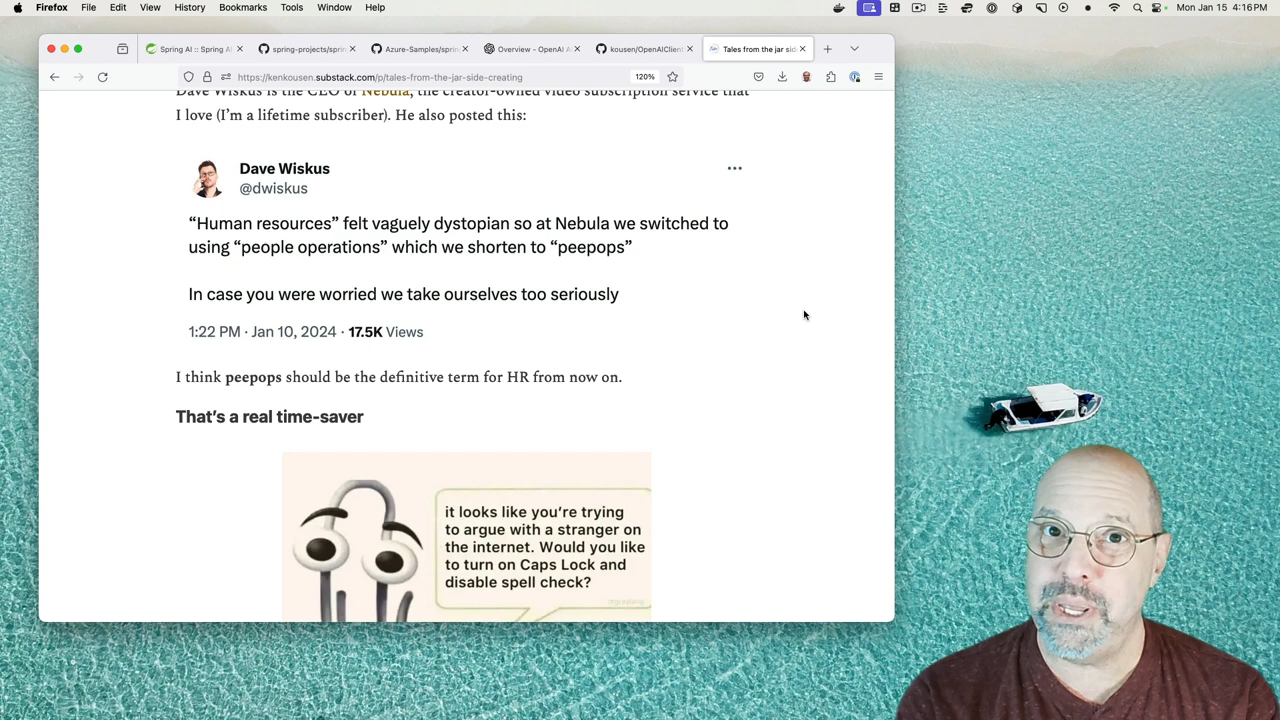 Firefox File Edit View History Bookmarks Tools Window Help Mon Jan 15 4:16 PM
Spring AI :: Spring AI spring-projects/sprin Azure-Samples/sprin Overview - OpenAI A kousen/OpenAIClient Tales from the jar side
https://kenkousen.substack.com/p/tales-from-the-jar-side-creating 120%
Dave Wiskus is the CEO of Nebula, the creator-owned video subscription service that
I love (I’m a lifetime subscriber). He also posted this:
Dave Wiskus
@dwiskus
“Human resources” felt vaguely dystopian so at Nebula we switched to
using “people operations” which we shorten to “peepops”
In case you were worried we take ourselves too seriously
1:22 PM · Jan 10, 2024 · 17.5K Views
I think peepops should be the definitive term for HR from now on.
That’s a real time-saver
it looks like you’re trying
to argue with a stranger on
the internet. Would you like
to turn on Caps Lock and
disable spell check?